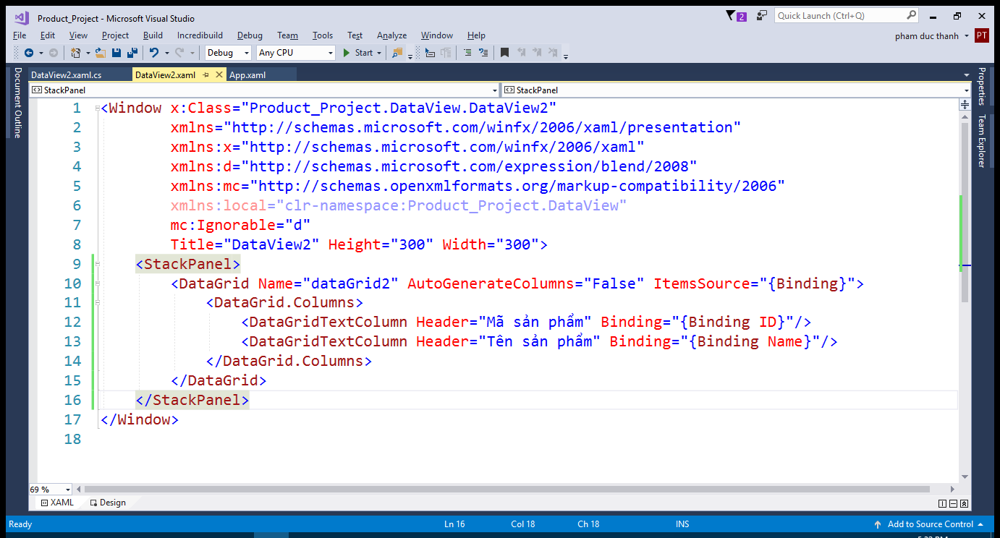 Product_Project - Microsoft Visual Studio
2
Quick Launch (Ctrl+Q)
File Edit View Project Build Incredibuild Debug Team Tools Test Analyze Window Help
pham duc thanh PT
Debug Any CPU Start
Document Outline
DataView2.xaml.cs DataView2.xaml App.xaml
StackPanel StackPanel
1 <Window x:Class="Product_Project.DataView.DataView2"
2 xmlns="http://schemas.microsoft.com/winfx/2006/xaml/presentation"
3 xmlns:x="http://schemas.microsoft.com/winfx/2006/xaml"
4 xmlns:d="http://schemas.microsoft.com/expression/blend/2008"
5 xmlns:mc="http://schemas.openxmlformats.org/markup-compatibility/2006"
6 xmlns:local="clr-namespace:Product_Project.DataView"
7 mc:Ignorable="d"
8 Title="DataView2" Height="300" Width="300">
9 <StackPanel>
10 <DataGrid Name="dataGrid2" AutoGenerateColumns="False" ItemsSource="{Binding}">
11 <DataGrid.Columns>
12 <DataGridTextColumn Header="Mã sản phẩm" Binding="{Binding ID}"/>
13 <DataGridTextColumn Header="Tên sản phẩm" Binding="{Binding Name}"/>
14 </DataGrid.Columns>
15 </DataGrid>
16 </StackPanel>
17 </Window>
18
Properties
Team Explorer
69 %
XAML Design
Ready Ln 16 Col 18 Ch 18 INS Add to Source Control